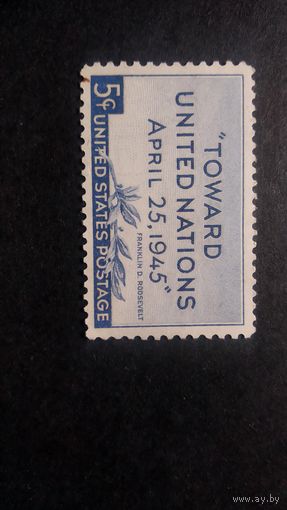 "TOWARD
UNITED NATIONS
APRIL 25, 1945"
FRANKLIN D. ROOSEVELT
5¢ UNITED STATES POSTAGE
www.ay.by